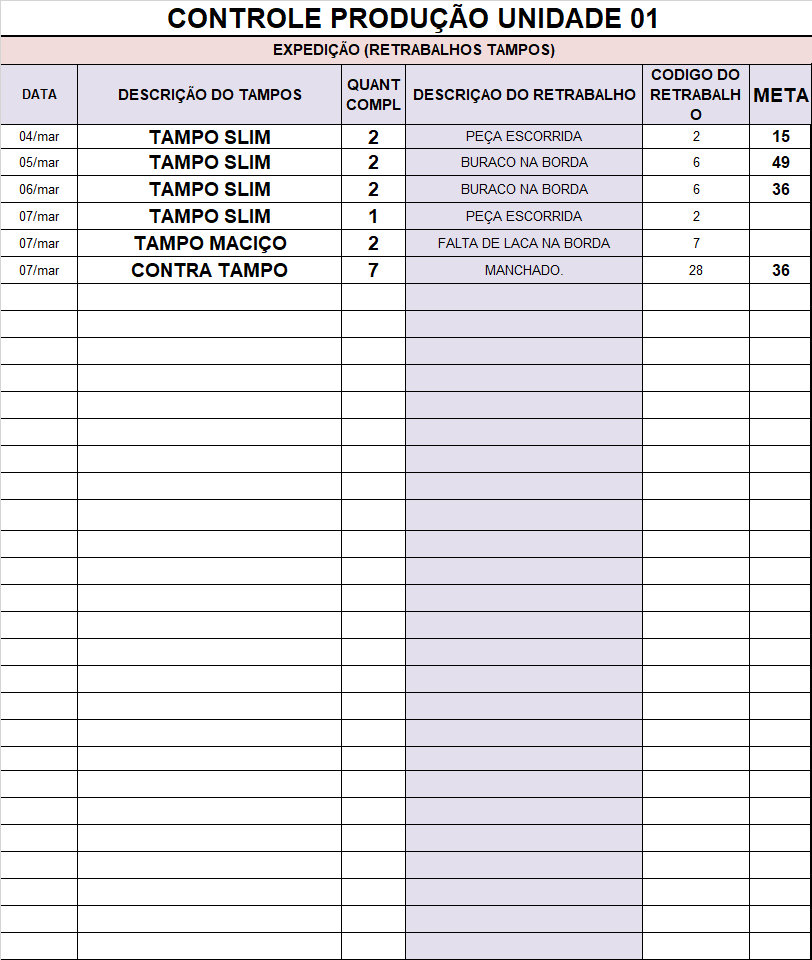 CONTROLE PRODUÇÃO UNIDADE 01
EXPEDIÇÃO (RETRABALHOS TAMPOS)
DATA DESCRIÇÃO DO TAMPOS QUANT COMPL DESCRIÇAO DO RETRABALHO CODIGO DO RETRABALHO META
04/mar TAMPO SLIM 2 PEÇA ESCORRIDA 2 15
05/mar TAMPO SLIM 2 BURACO NA BORDA 6 49
06/mar TAMPO SLIM 2 BURACO NA BORDA 6 36
07/mar TAMPO SLIM 1 PEÇA ESCORRIDA 2
07/mar TAMPO MACIÇO 2 FALTA DE LACA NA BORDA 7
07/mar CONTRA TAMPO 7 MANCHADO. 28 36